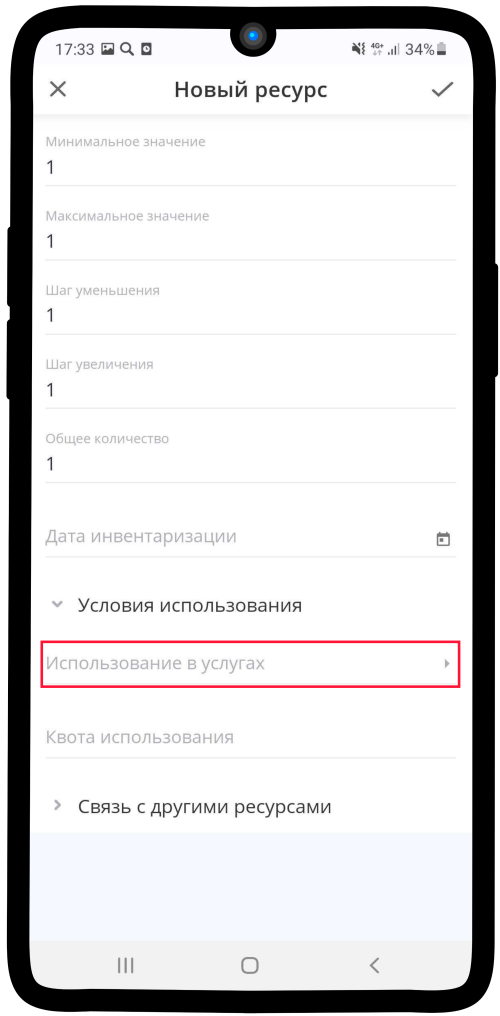 17:33 4G+ 34%
Новый ресурс
Минимальное значение
1
Максимальное значение
1
Шаг уменьшения
1
Шаг увеличения
1
Общее количество
1
Дата инвентаризации
Условия использования
Использование в услугах
Квота использования
Связь с другими ресурсами